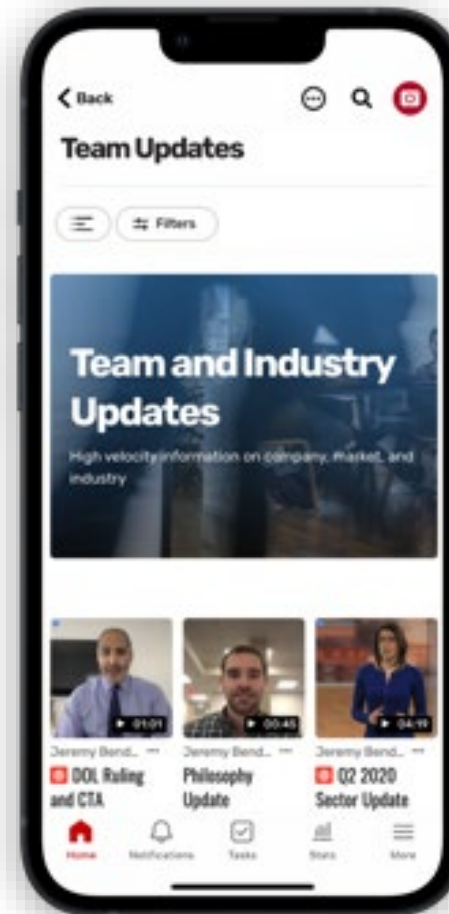 Back
Team Updates
Filters
Team and Industry
Updates
High velocity information on company, market, and
industry
01:01
00:45
04:19
Jeremy Bend...
Jeremy Bend...
Jeremy Bend...
DOL Ruling
and CTA
Philosophy
Update
Q2 2020
Sector Update
Home
Notifications
Tasks
Stats
More